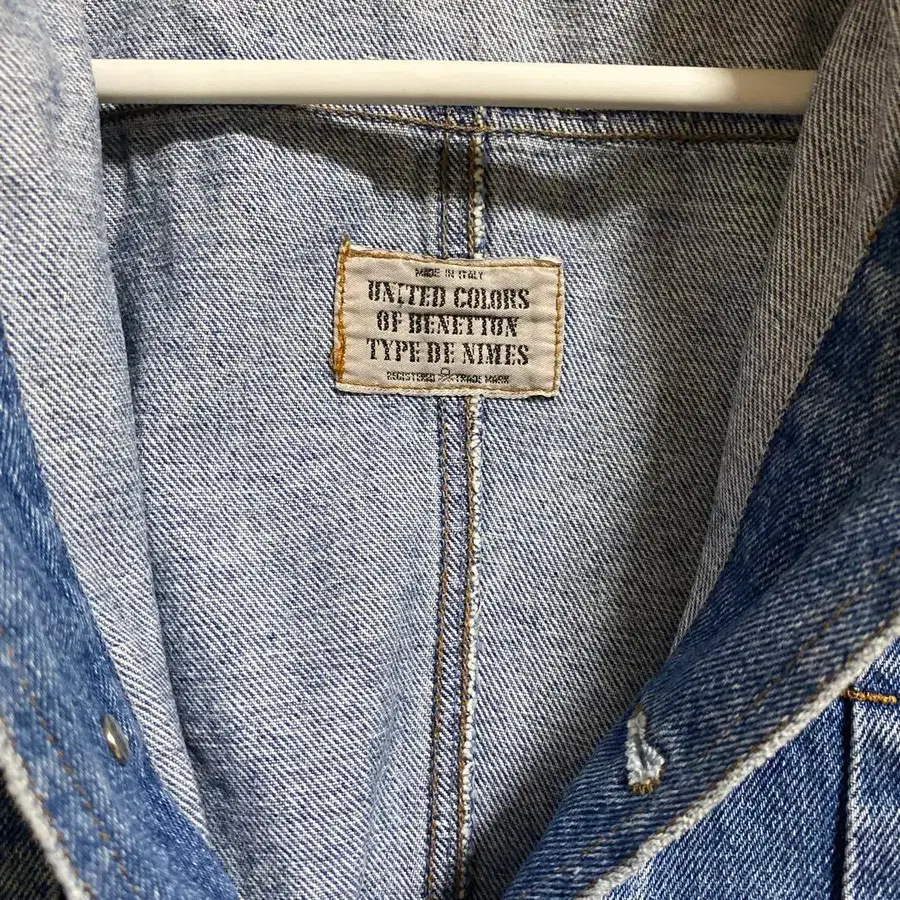 MADE IN ITALY
UNITED COLORS
OF BENETTON
TYPE DE NIMES
REGISTERED TRADE MARK